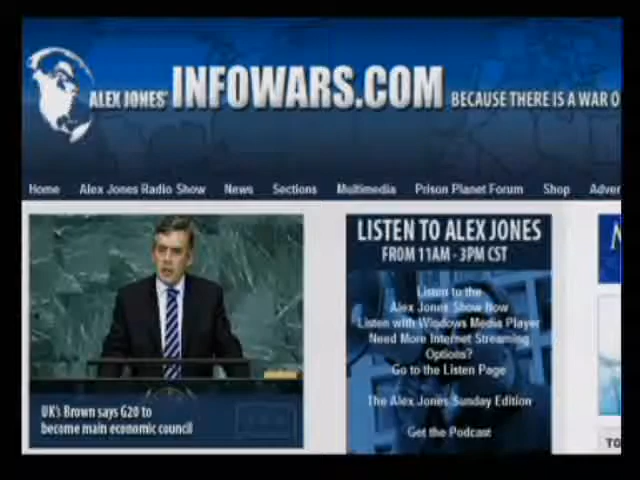 ALEX JONES' INFOWARS.COM BECAUSE THERE IS A WAR O
Home Alex Jones Radio Show News Sections Multimedia Prison Planet Forum Shop Adver
UK's Brown says G20 to
become main economic council
LISTEN TO ALEX JONES
FROM 11AM - 3PM CST
Listen to the
Alex Jones Show Now
Listen with Windows Media Player
Need More Internet Streaming
Options?
Go to the Listen Page
The Alex Jones Sunday Edition
Get the Podcast
TO